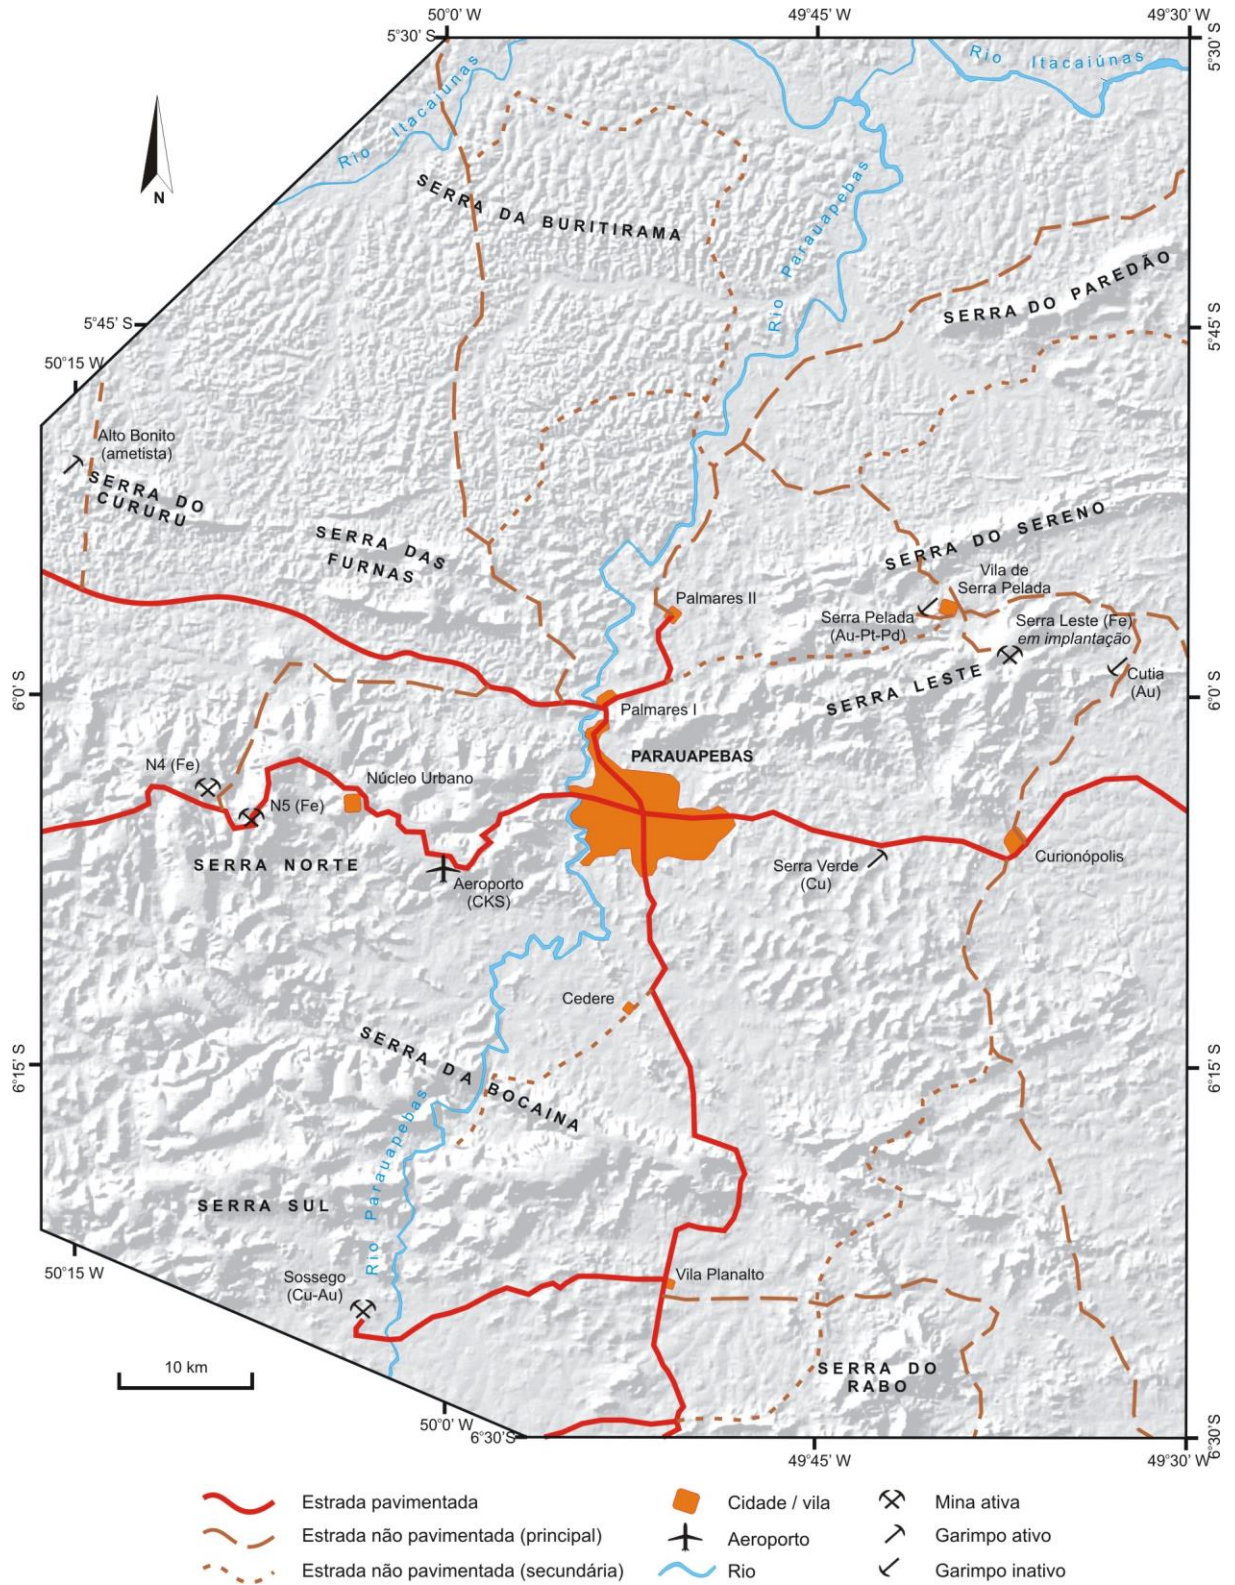 50°0' W
49°45' W
49°30' W
5°30' S
5°30' S
Rio Itacaiúnas
Rio Itacaiúnas
N
SERRA DA BURITIRAMA
Rio Parauapebas
SERRA DO PAREDÃO
5°45' S
5°45' S
50°15' W
Alto Bonito
(ametista)
SERRA DO
CURURU
SERRA DAS
FURNAS
SERRA DO SERENO
Vila de
Serra Pelada
Palmares II
Serra Pelada
(Au-Pt-Pd)
Serra Leste (Fe)
em implantação
Cutia
(Au)
SERRA LESTE
6°0' S
6°0' S
Palmares I
PARAUAPEBAS
N4 (Fe)
Núcleo Urbano
N5 (Fe)
SERRA NORTE
Aeroporto
(CKS)
Serra Verde
(Cu)
Curionópolis
Cedere
SERRA DA BOCAINA
6°15' S
6°15' S
Rio Parauapebas
SERRA SUL
50°15' W
Sossego
(Cu-Au)
Vila Planalto
10 km
SERRA DO
RABO
50°0' W
6°30'S
6°30'S
49°45' W
49°30' W
Estrada pavimentada
Cidade / vila
Mina ativa
Estrada não pavimentada (principal)
Aeroporto
Garimpo ativo
Estrada não pavimentada (secundária)
Rio
Garimpo inativo